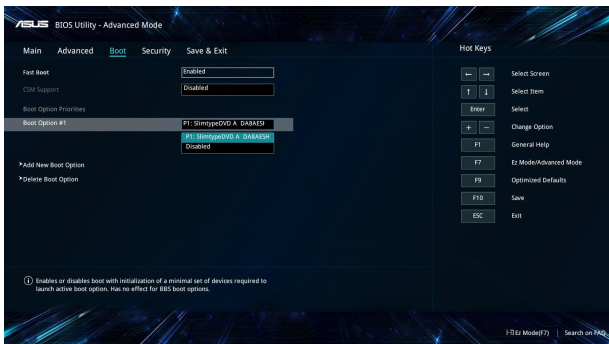 ASUS BIOS Utility - Advanced Mode
Main Advanced Boot Security Save & Exit
Hot Keys
Fast Boot Enabled
CSM Support Disabled
Boot Option Priorities
Boot Option #1 P1: SlimtypeDVD A DA8AESI
P1: SlimtypeDVD A DA8AESH
Disabled
Add New Boot Option
Delete Boot Option
← → Select Screen
↑ ↓ Select Item
Enter Select
+ - Change Option
F1 General Help
F7 Ez Mode/Advanced Mode
F9 Optimized Defaults
F10 Save
ESC Exit
Enables or disables boot with initialization of a minimal set of devices required to
launch active boot option. Has no effect for BBS boot options.
Ez Mode(F7) | Search on FAQ